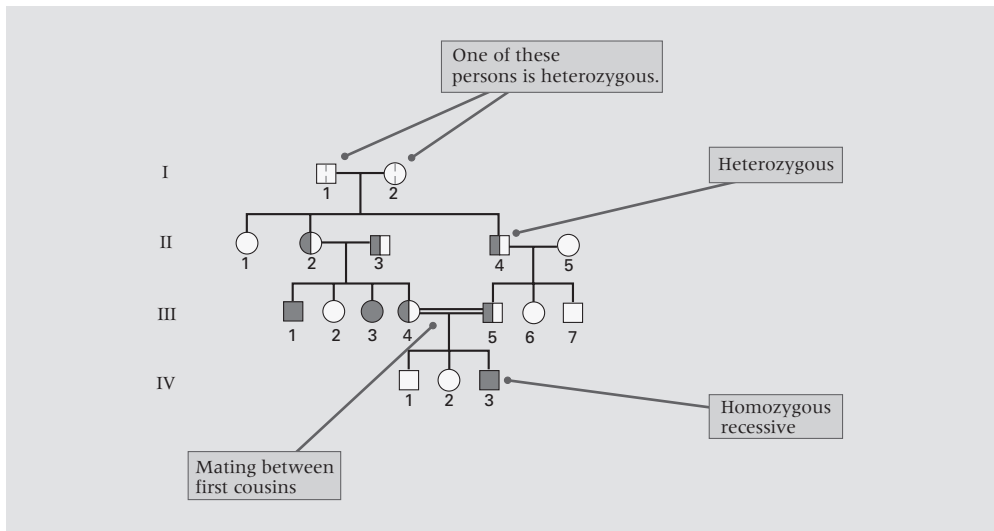 One of these
persons is heterozygous.
Heterozygous
I
1 2
II
1 2 3 4 5
III
1 2 3 4 5 6 7
IV
1 2 3
Homozygous
recessive
Mating between
first cousins